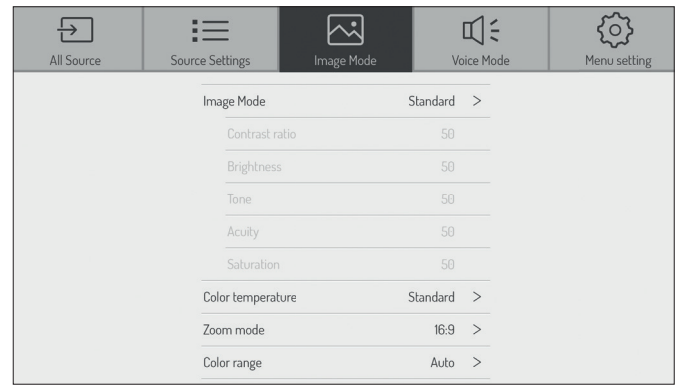 All Source
Source Settings
Image Mode
Voice Mode
Menu setting
Image Mode Standard >
Contrast ratio 50
Brightness 50
Tone 50
Acuity 50
Saturation 50
Color temperature Standard >
Zoom mode 16:9 >
Color range Auto >